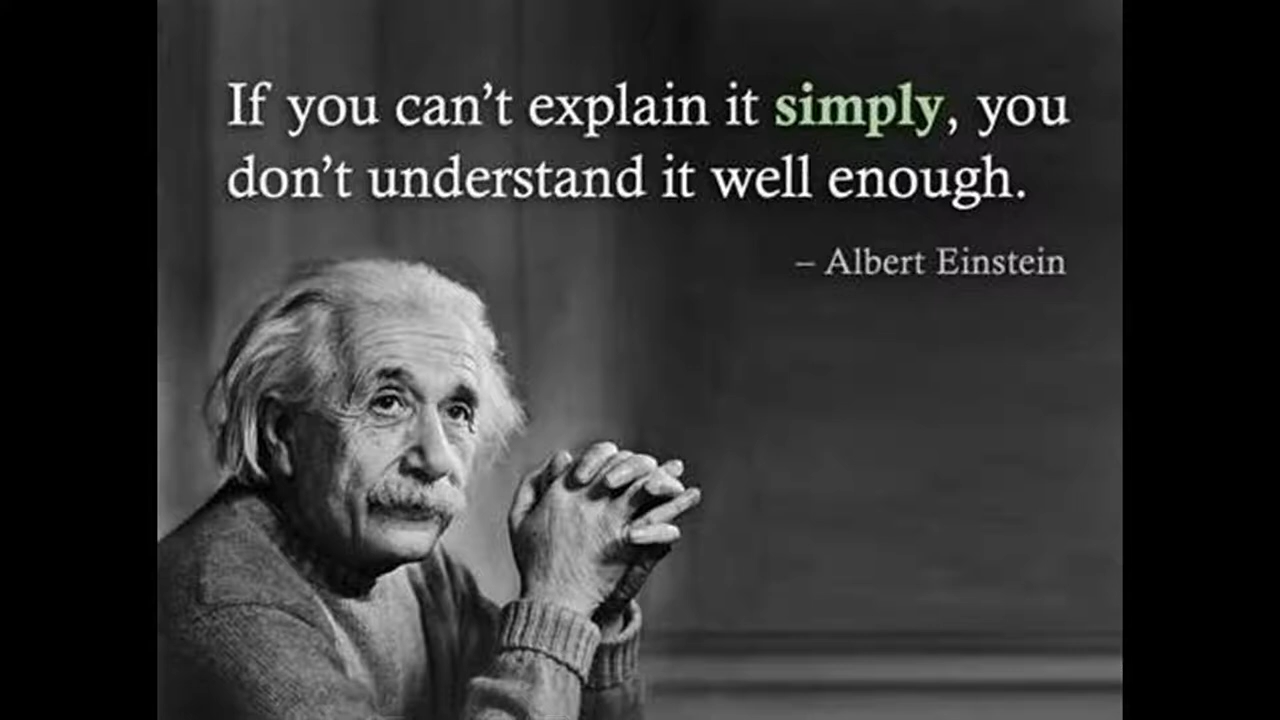 If you can’t explain it simply, you
don’t understand it well enough.
– Albert Einstein